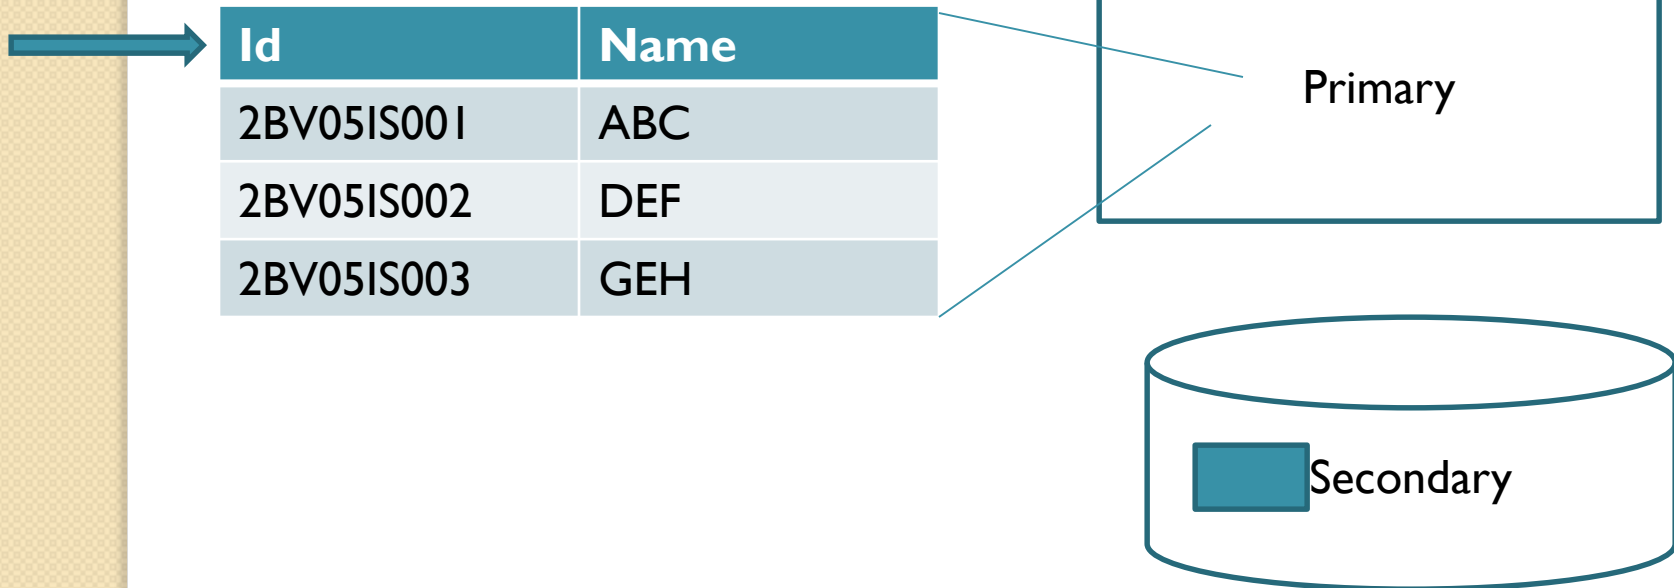 Id Name
2BV05IS001 ABC
2BV05IS002 DEF
2BV05IS003 GEH
Primary
Secondary